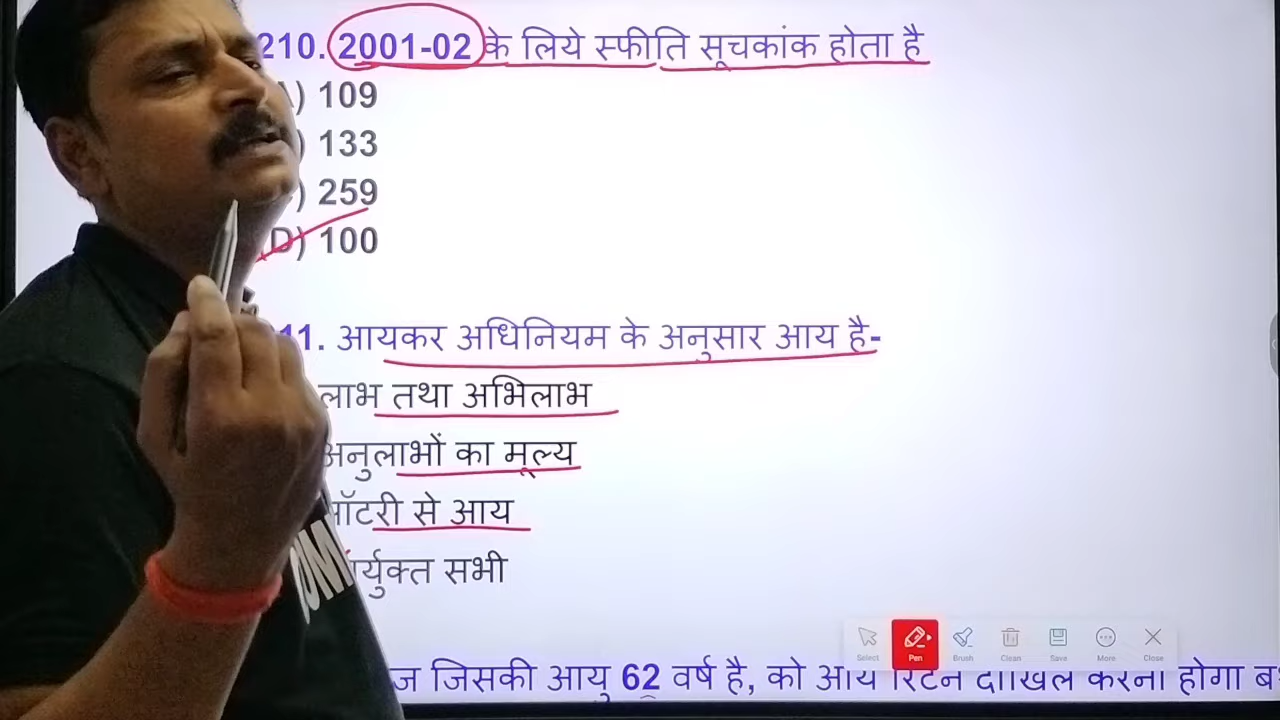 210. 2001-02 के लिये स्फीति सूचकांक होता है
) 109
) 133
) 259
D) 100
11. आयकर अधिनियम के अनुसार आय है-
लाभ तथा अभिलाभ
अनुलाभों का मूल्य
से आय
सभी
जिसकी आयु 62 वर्ष है, को आय रिटर्न दाखिल करना होगा
Select Pen Brush Clean Save More Close